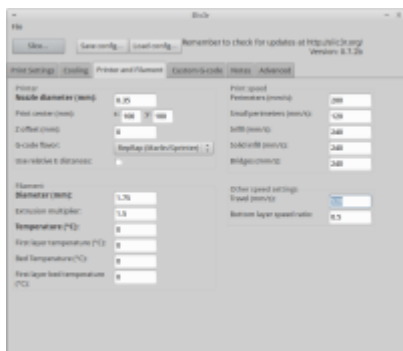 Slic3r
File
Slice... Save config... Load config... Remember to check for updates at http://slic3r.org/
Version: 0.7.2b
Print Settings Cooling Printer and Filament Custom G-code Notes Advanced
Printer
Nozzle diameter (mm): 0.35
Print center (mm): x: 100 y: 100
Z offset (mm): 0
G-code flavor: RepRap (Marlin/Sprinter)
Use relative E distances:
Filament
Diameter (mm): 1.75
Extrusion multiplier: 1.5
Temperature (°C): 0
First layer temperature (°C): 0
Bed Temperature (°C): 0
First layer bed temperature (°C): 0
Print speed
Perimeters (mm/s): 200
Small perimeters (mm/s): 120
Infill (mm/s): 240
Solid infill (mm/s): 240
Bridges (mm/s): 240
Other speed settings
Travel (mm/s):
Bottom layer speed ratio: 0.5